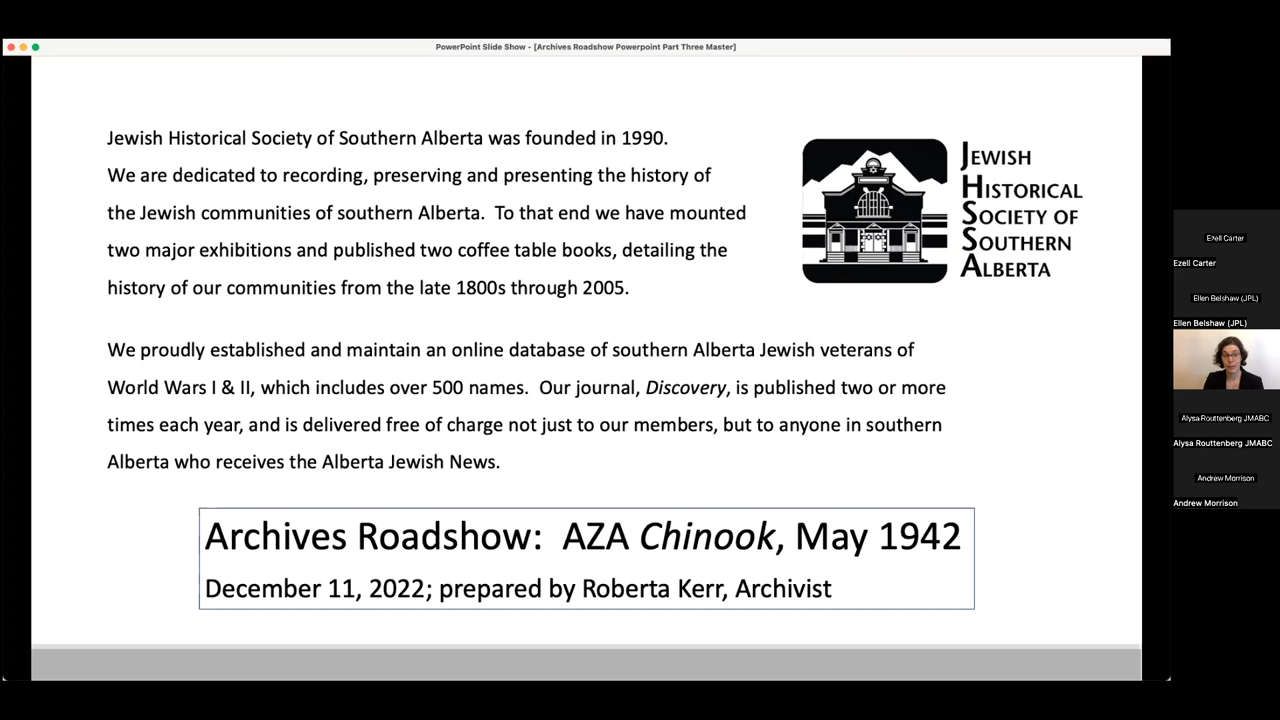 PowerPoint Slide Show - [Archives Roadshow Powerpoint Part Three Master]
Jewish Historical Society of Southern Alberta was founded in 1990.
We are dedicated to recording, preserving and presenting the history of
the Jewish communities of southern Alberta.  To that end we have mounted
two major exhibitions and published two coffee table books, detailing the
history of our communities from the late 1800s through 2005.
JEWISH
HISTORICAL
SOCIETY OF
SOUTHERN
ALBERTA
We proudly established and maintain an online database of southern Alberta Jewish veterans of
World Wars I & II, which includes over 500 names.  Our journal, Discovery, is published two or more
times each year, and is delivered free of charge not just to our members, but to anyone in southern
Alberta who receives the Alberta Jewish News.
Archives Roadshow:  AZA Chinook, May 1942
December 11, 2022; prepared by Roberta Kerr, Archivist
Ezell Carter
Ezell Carter
Ellen Belshaw (JPL)
Ellen Belshaw (JPL)
Alysa Routtenberg JMABC
Alysa Routtenberg JMABC
Andrew Morrison
Andrew Morrison